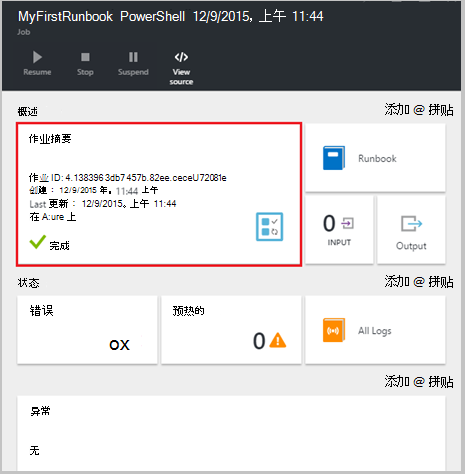 MyFirstRunbook PowerShell 12/9/2015, 上午 11:44
Job
Resume
Stop
Suspend
View source
概述
添加 @ 拼贴
作业摘要
作业 ID: 4.1383963db7457b.82ee.ceceU72081e
创建： 12/9/2015 年。11:44 上午
Last 更新： 12/9/2015。上午 11:44
在 A:ure 上
完成
Runbook
0
INPUT
Output
状态
添加 @ 拼贴
错误
ox
预热的
0
All Logs
添加 @ 拼贴
异常
无